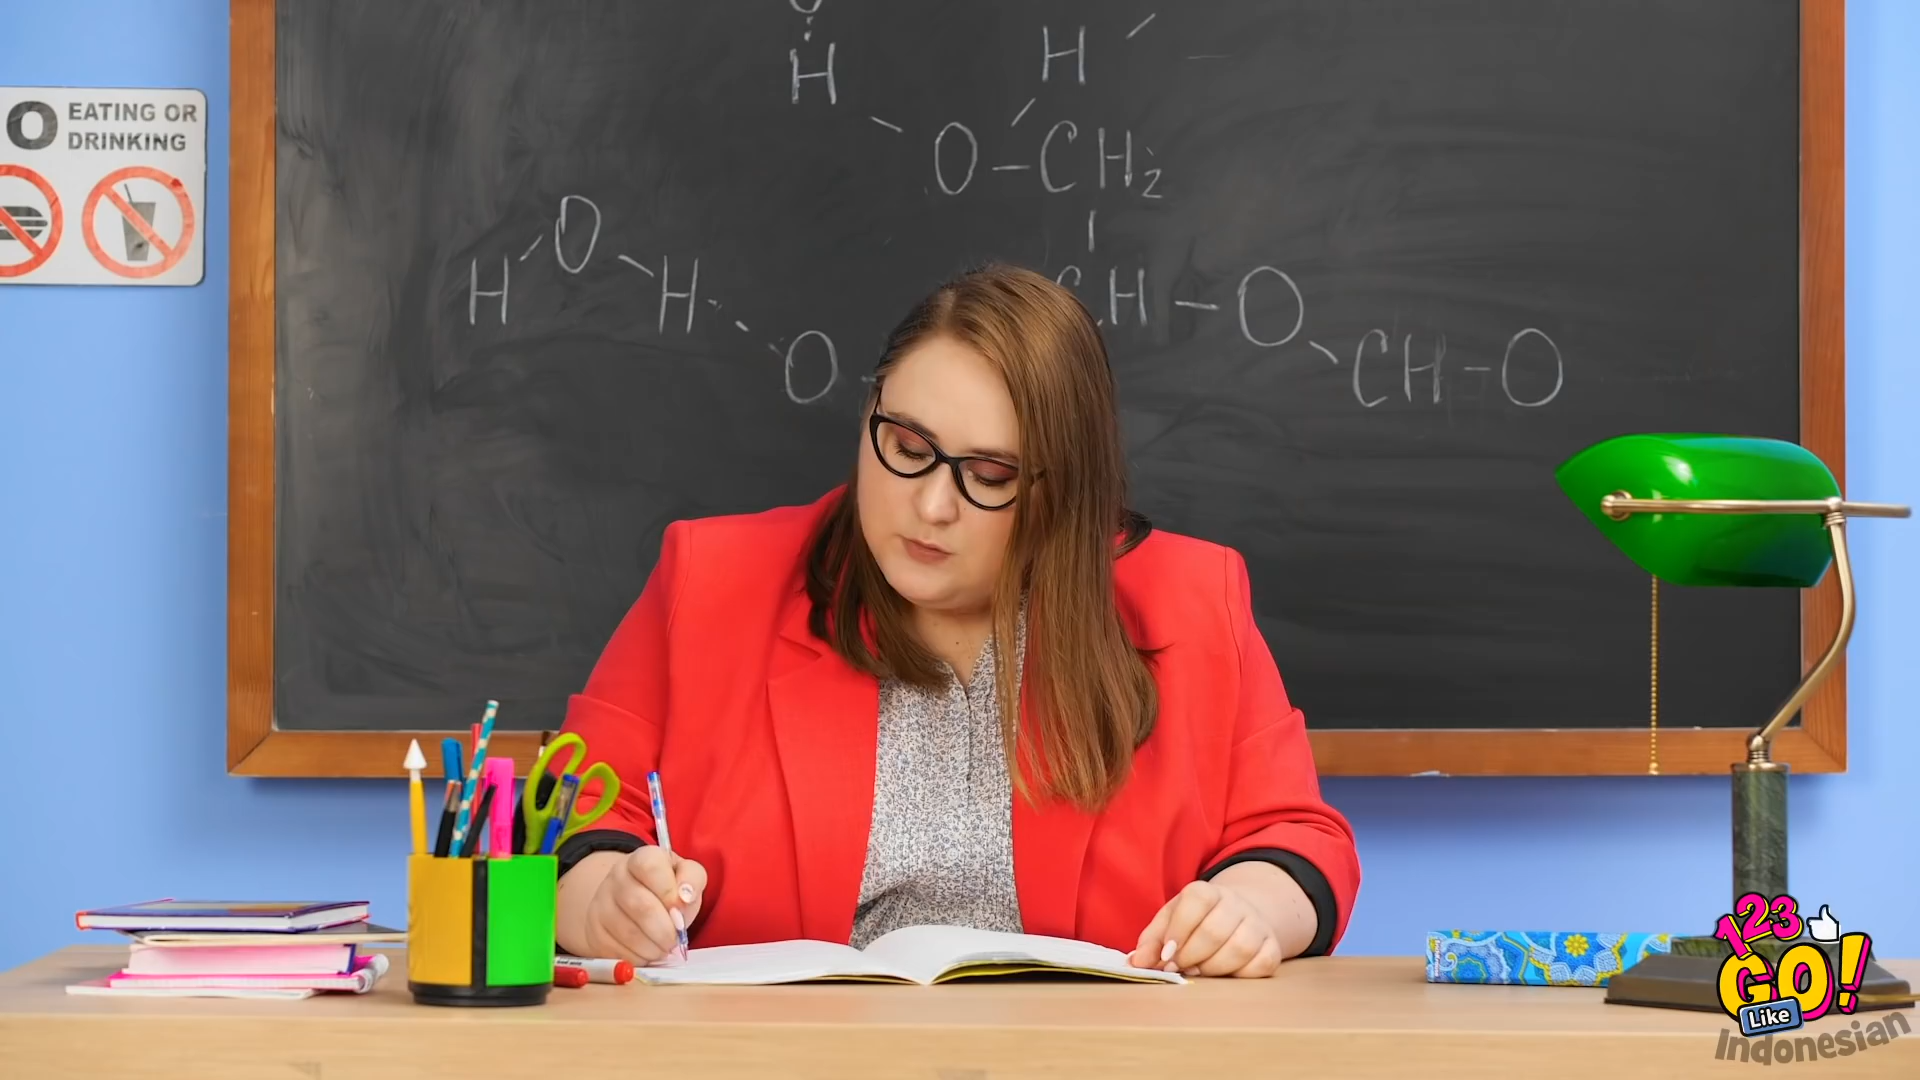 O EATING OR
DRINKING
H
H
O-CH2
O
H
H
CH-O
O
CH-O
123
GO!
Like
Indonesian